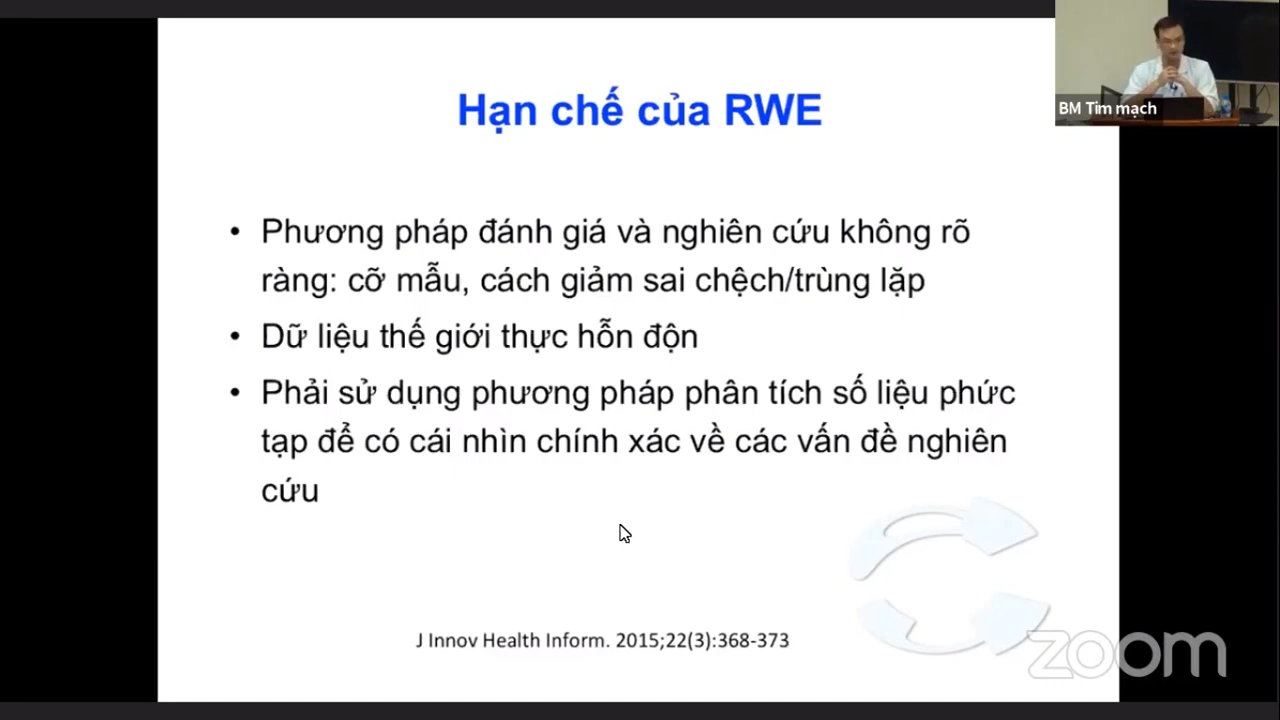 BM Tim mạch
Hạn chế của RWE
• Phương pháp đánh giá và nghiên cứu không rõ
ràng: cỡ mẫu, cách giảm sai chệch/trùng lặp
• Dữ liệu thế giới thực hỗn độn
• Phải sử dụng phương pháp phân tích số liệu phức
tạp để có cái nhìn chính xác về các vấn đề nghiên
cứu
J Innov Health Inform. 2015;22(3):368-373
zoom